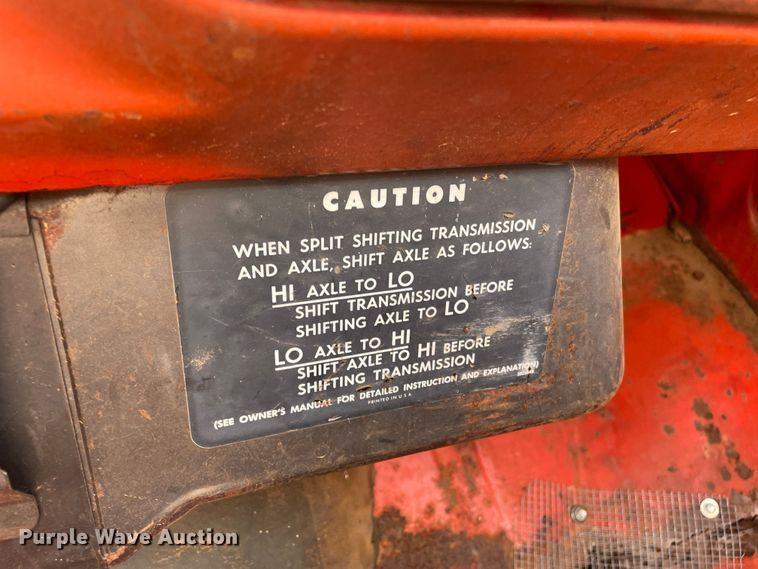 CAUTION
WHEN SPLIT SHIFTING TRANSMISSION
AND AXLE, SHIFT AXLE AS FOLLOWS:
HI AXLE TO LO
SHIFT TRANSMISSION BEFORE
SHIFTING AXLE TO LO
LO AXLE TO HI
SHIFT AXLE TO HI BEFORE
SHIFTING TRANSMISSION
(SEE OWNER'S MANUAL FOR DETAILED INSTRUCTION AND EXPLANATION)
PRINTED IN U.S.A.
Purple Wave Auction